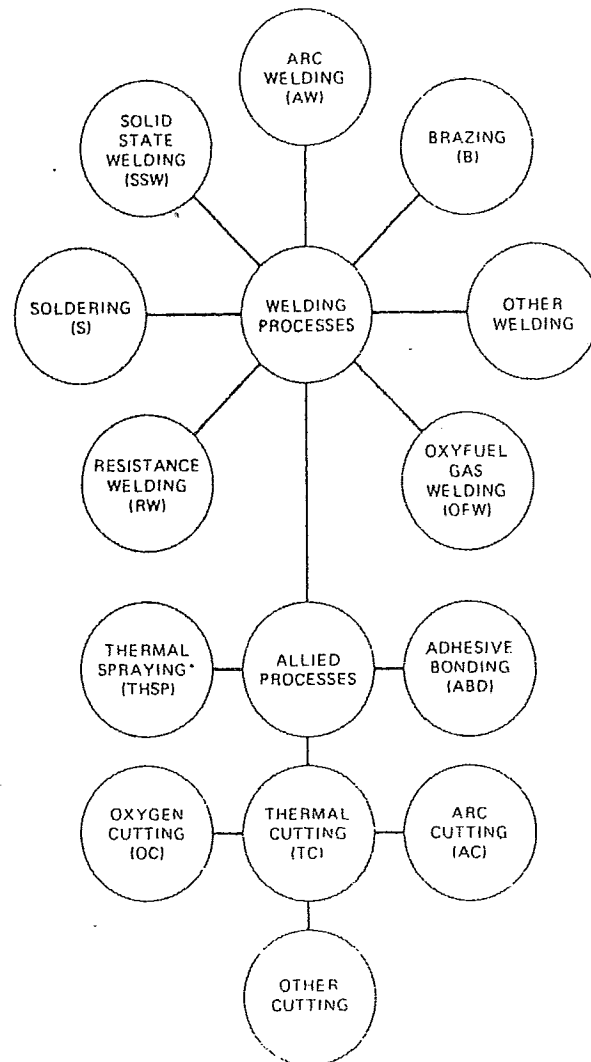 ARC
WELDING
(AW)
SOLID
STATE
WELDING
(SSW)
BRAZING
(B)
SOLDERING
(S)
WELDING
PROCESSES
OTHER
WELDING
RESISTANCE
WELDING
(RW)
OXYFUEL
GAS
WELDING
(OFW)
THERMAL
SPRAYING*
(THSP)
ALLIED
PROCESSES
ADHESIVE
BONDING
(ABD)
OXYGEN
CUTTING
(OC)
THERMAL
CUTTING
(TC)
ARC
CUTTING
(AC)
OTHER
CUTTING